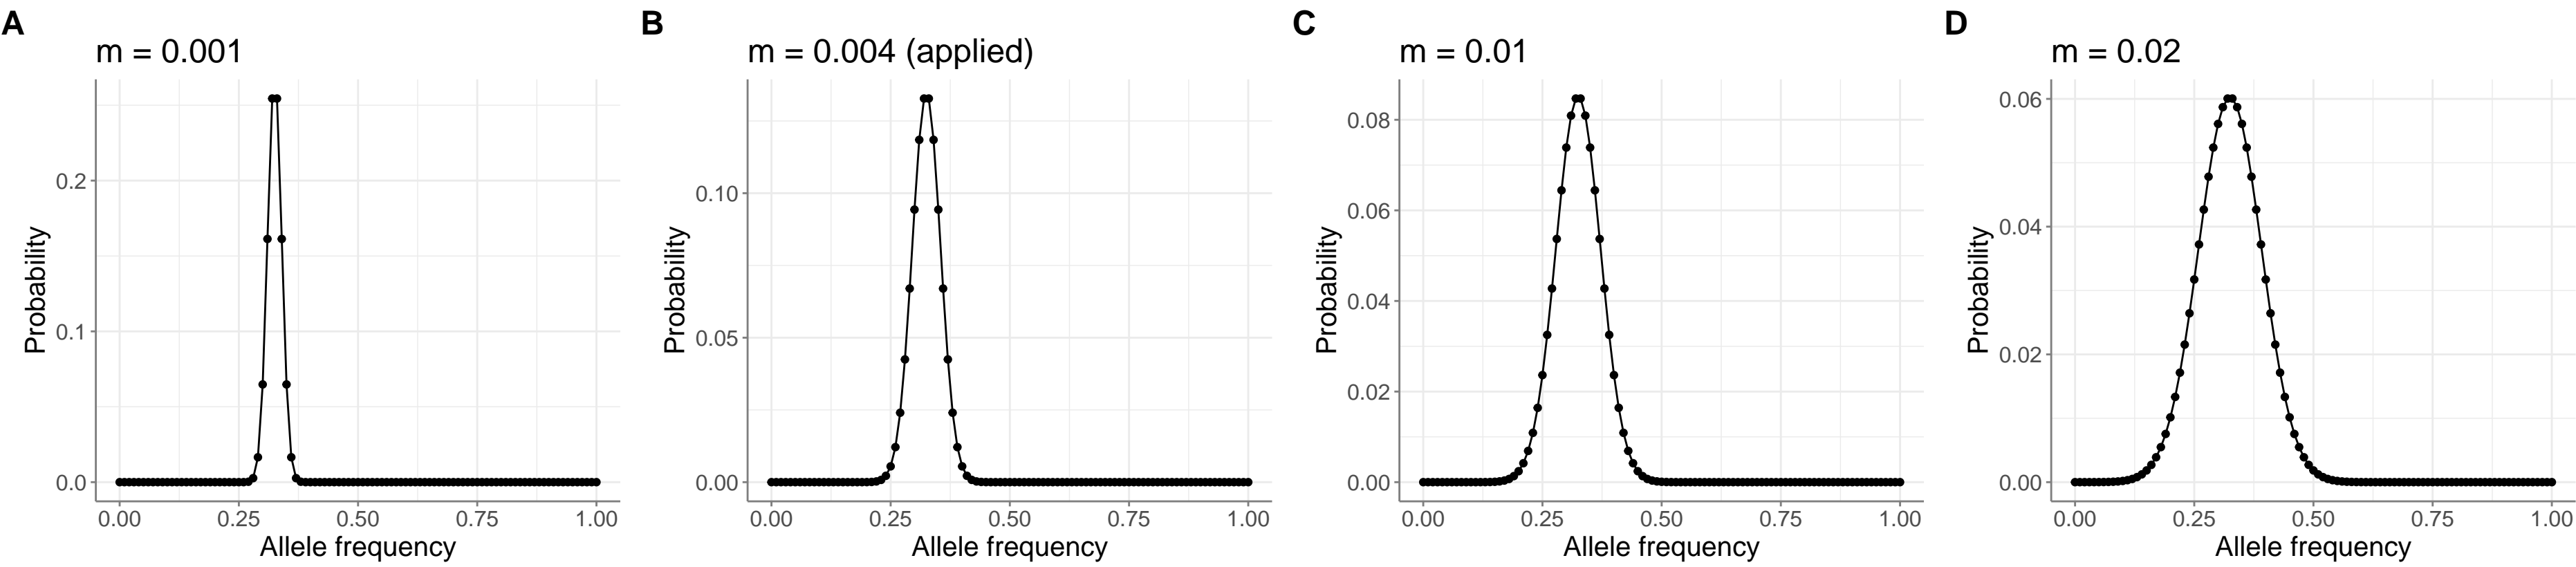 A
m = 0.001
Probability
0.2
0.1
0.0
0.00 0.25 0.50 0.75 1.00
Allele frequency
B
m = 0.004 (applied)
Probability
0.10
0.05
0.00
0.00 0.25 0.50 0.75 1.00
Allele frequency
C
m = 0.01
Probability
0.08
0.06
0.04
0.02
0.00
0.00 0.25 0.50 0.75 1.00
Allele frequency
D
m = 0.02
Probability
0.06
0.04
0.02
0.00
0.00 0.25 0.50 0.75 1.00
Allele frequency